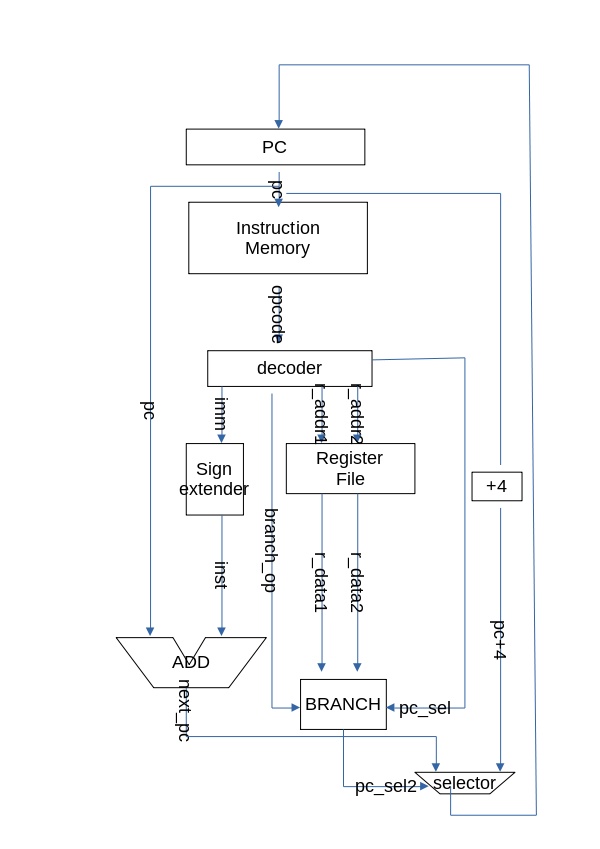 PC
pc
Instruction
Memory
opcode
decoder
pc
imm
r_addr1
r_addr2
Sign
extender
Register
File
+4
branch_op
inst
r_data1
r_data2
pc+4
ADD
next_pc
BRANCH
pc_sel
pc_sel2
selector